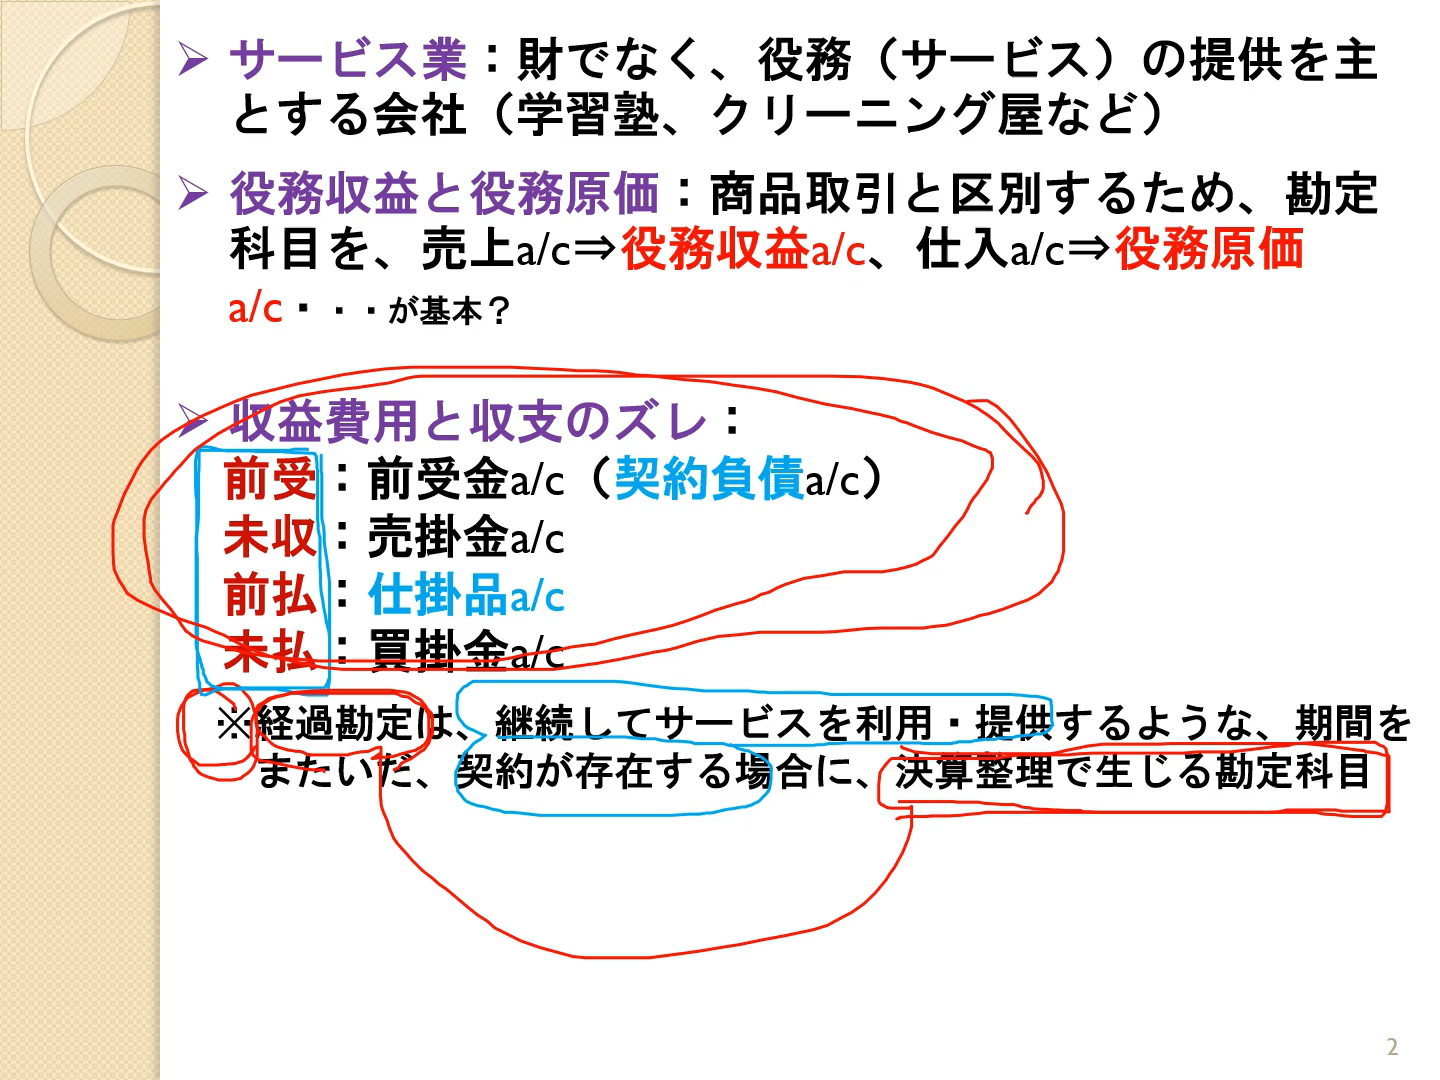 ➢ サービス業：財でなく、役務（サービス）の提供を主
とする会社（学習塾、クリーニング屋など）
➢ 役務収益と役務原価：商品取引と区別するため、勘定
科目を、売上a/c⇒役務収益a/c、仕入a/c⇒役務原価
a/c・・・が基本？
➢ 収益費用と収支のズレ：
前受：前受金a/c（契約負債a/c）
未収：売掛金a/c
前払：仕掛品a/c
未払：買掛金a/c
※経過勘定は、継続してサービスを利用・提供するような、期間を
またいだ、契約が存在する場合に、決算整理で生じる勘定科目
2